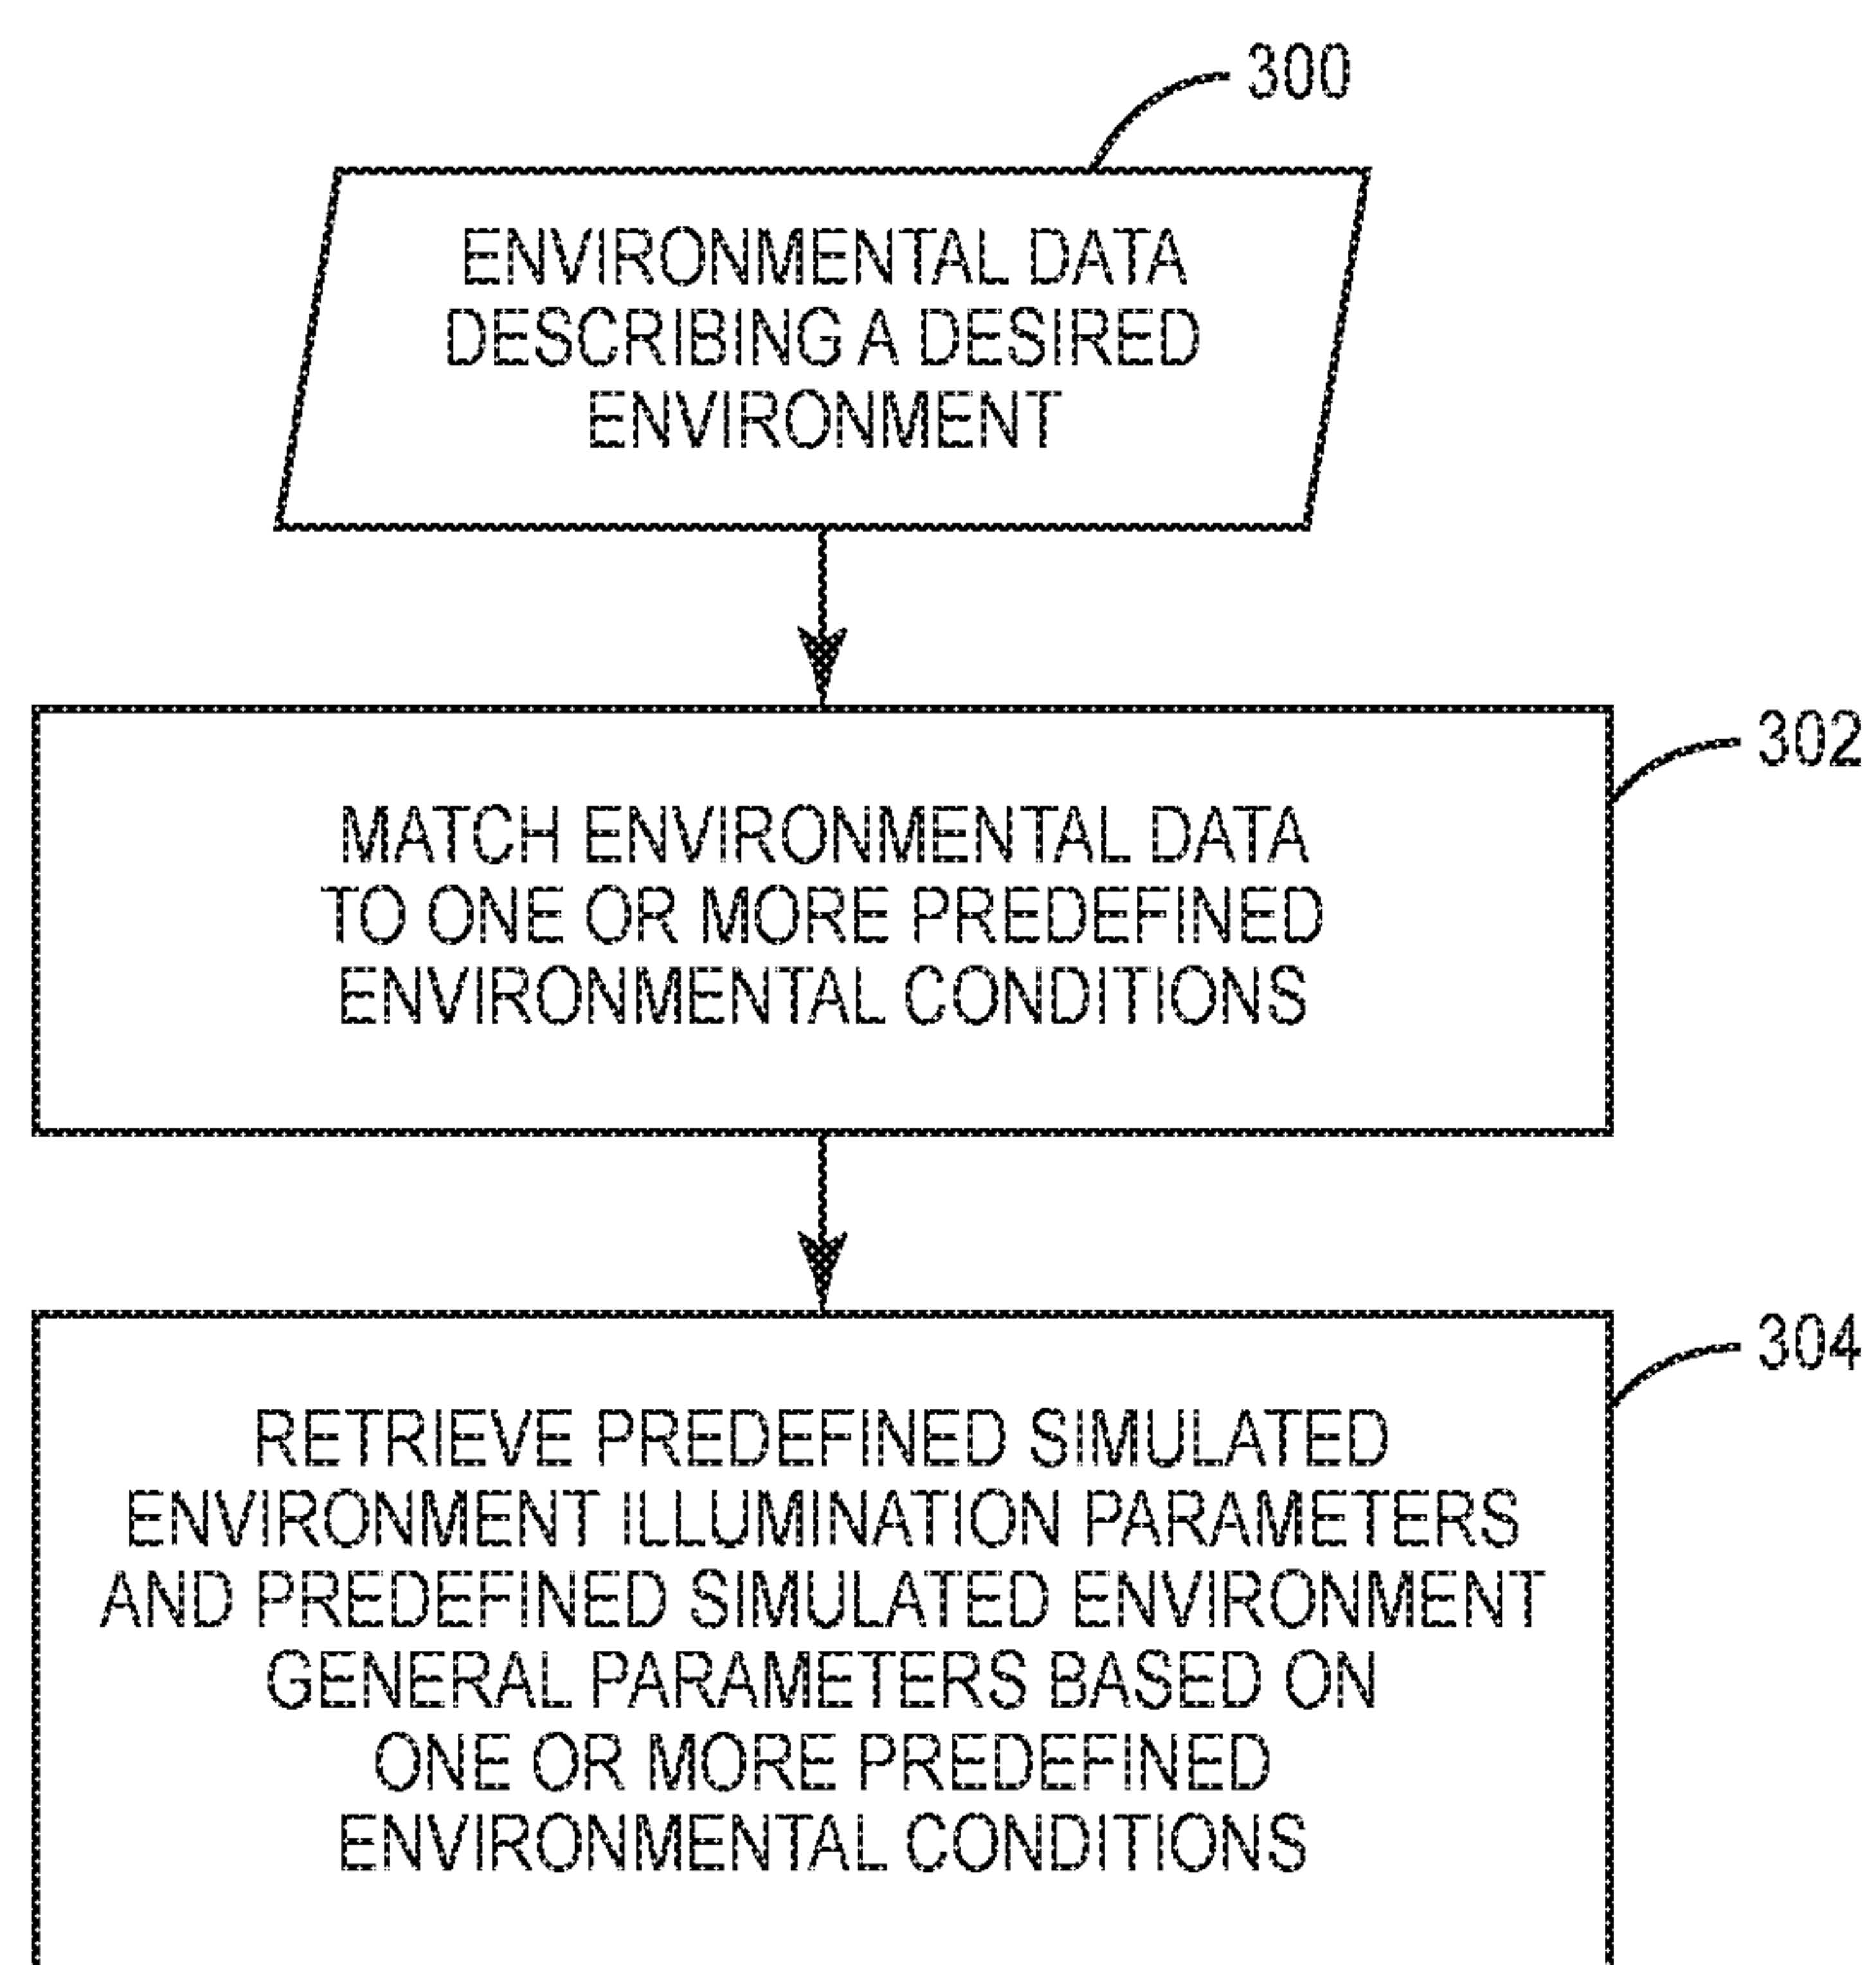 300
ENVIRONMENTAL DATA
DESCRIBING A DESIRED
ENVIRONMENT
302
MATCH ENVIRONMENTAL DATA
TO ONE OR MORE PREDEFINED
ENVIRONMENTAL CONDITIONS
304
RETRIEVE PREDEFINED SIMULATED
ENVIRONMENT ILLUMINATION PARAMETERS
AND PREDEFINED SIMULATED ENVIRONMENT
GENERAL PARAMETERS BASED ON
ONE OR MORE PREDEFINED
ENVIRONMENTAL CONDITIONS